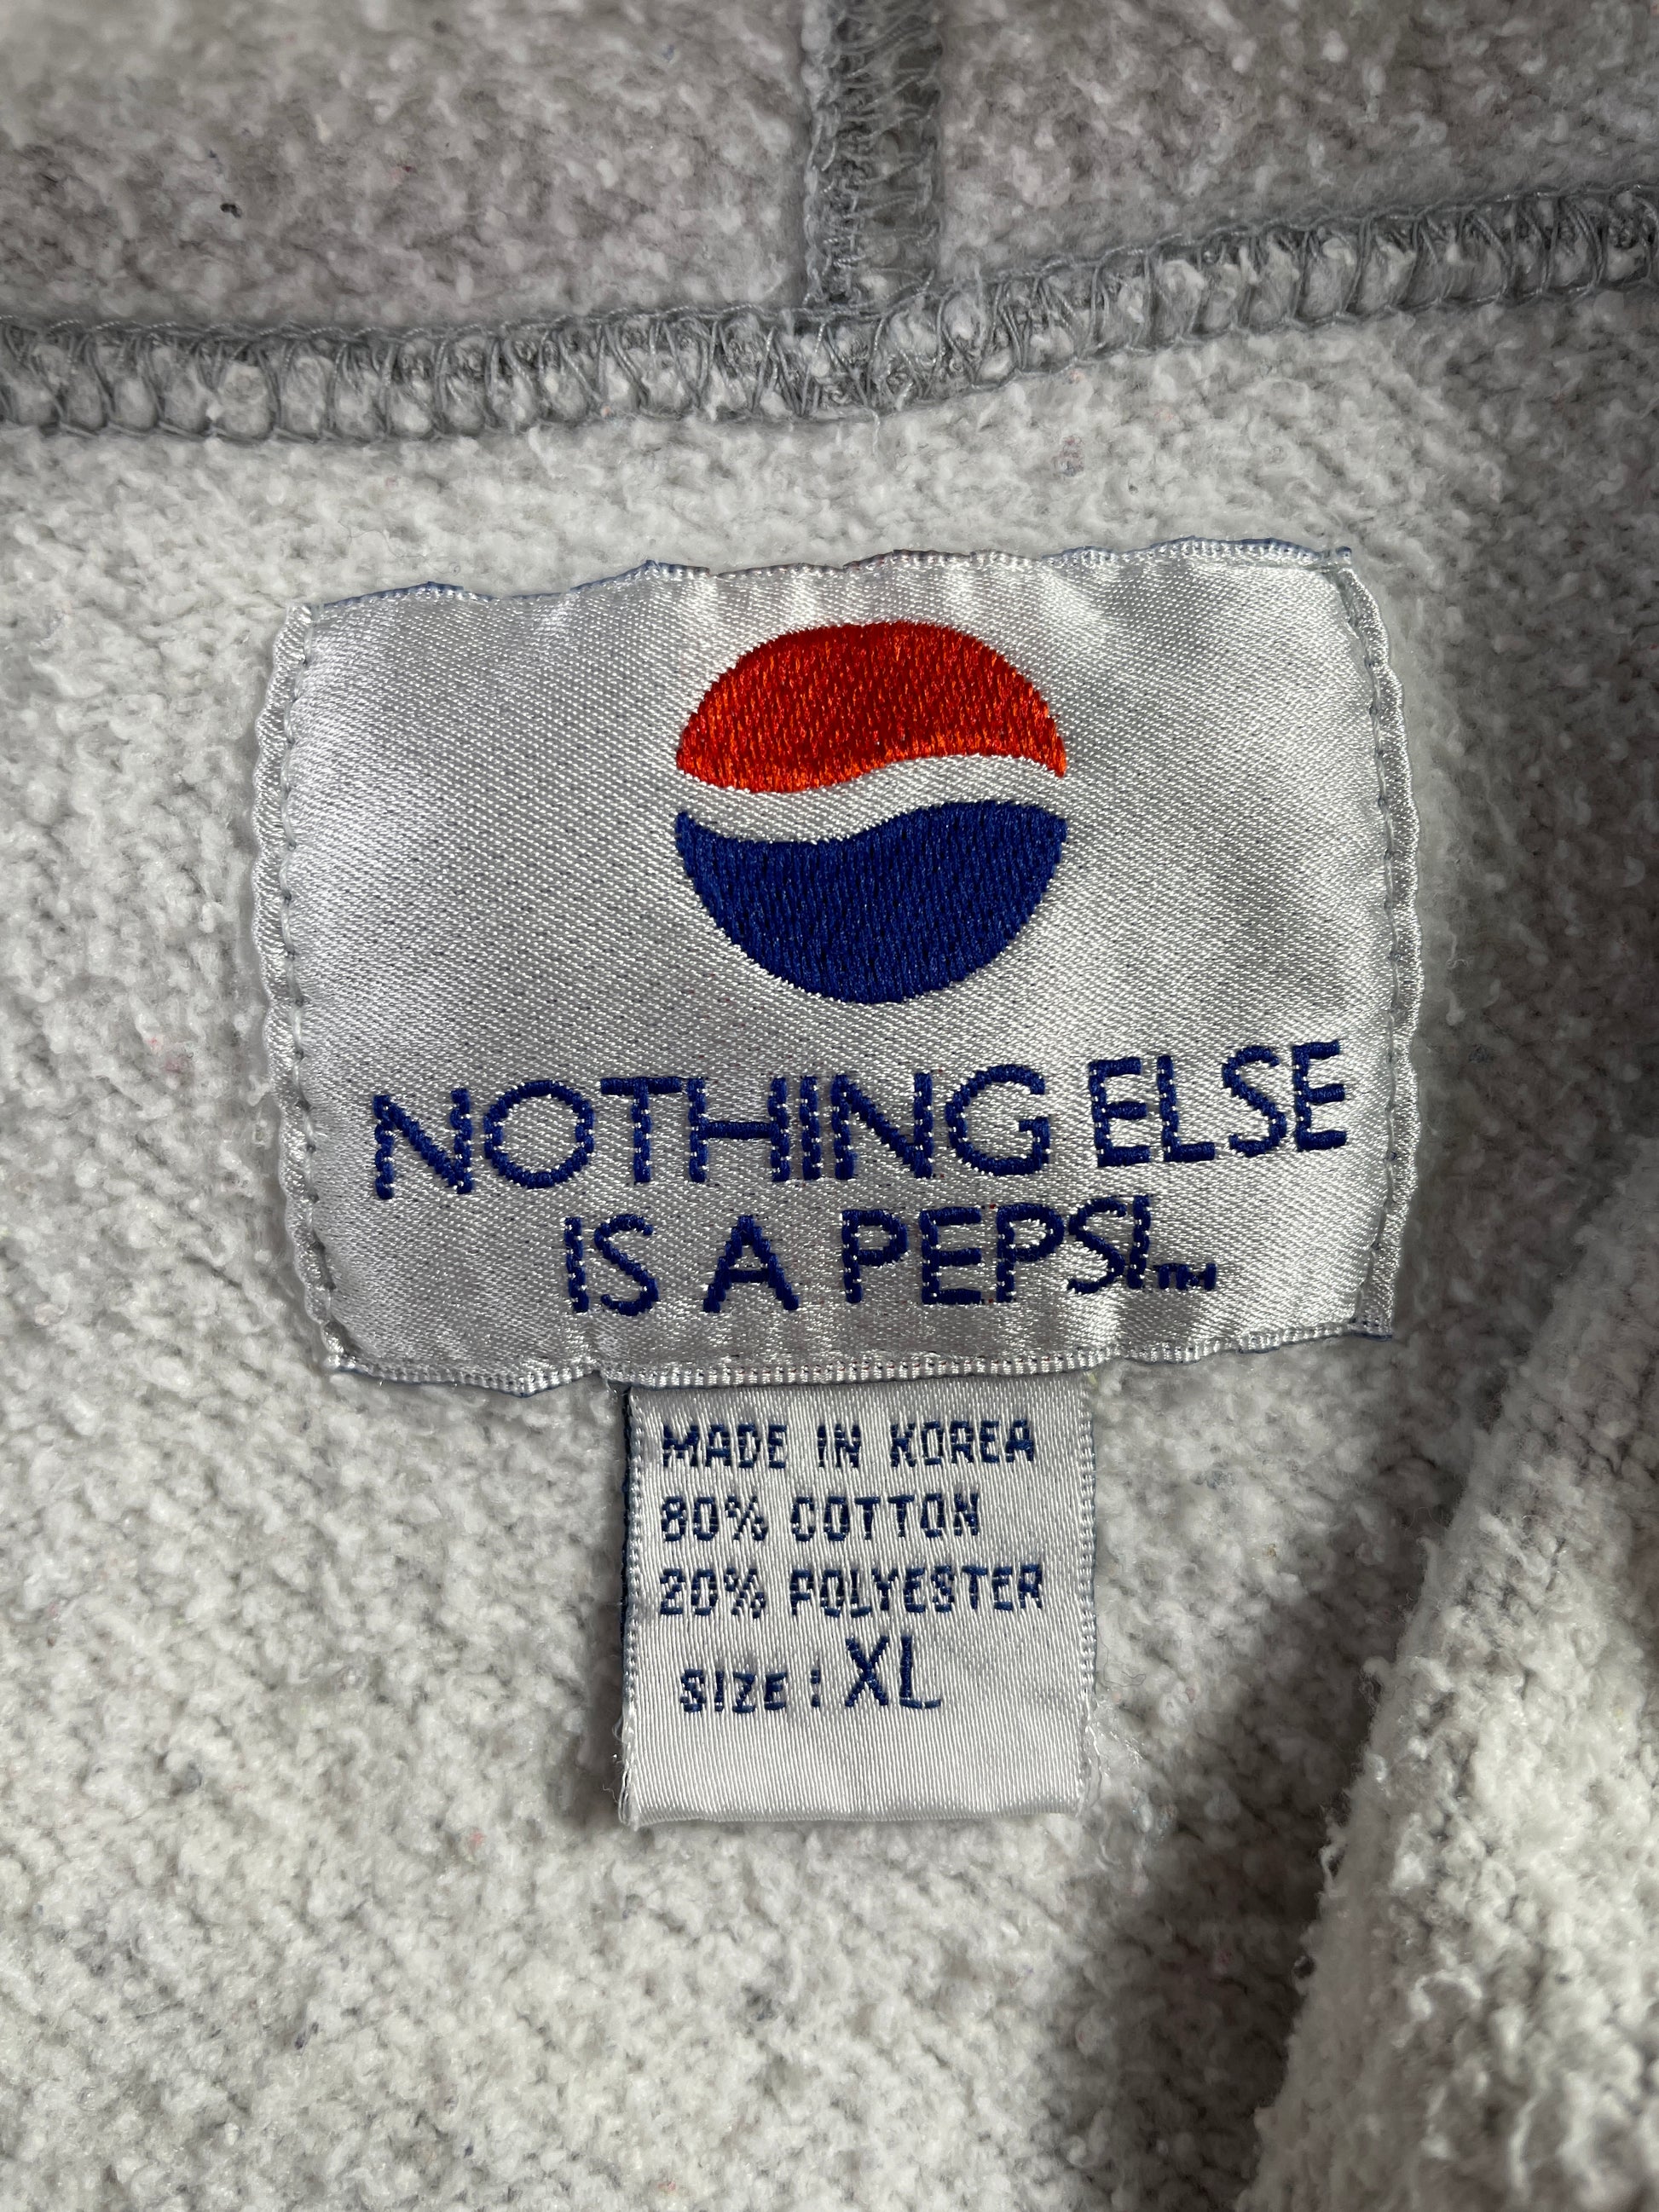 NOTHING ELSE
IS A PEPSI™
MADE IN KOREA
80% COTTON
20% POLYESTER
SIZE : XL